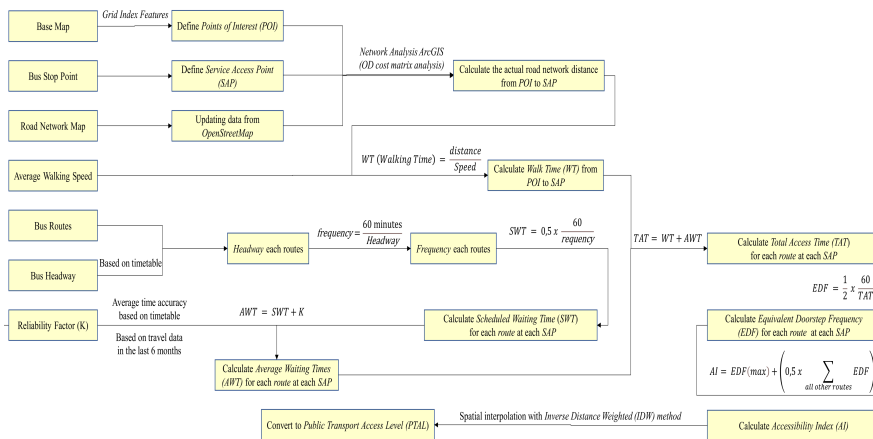 Base Map
Grid Index Features
Define Points of Interest (POI)
Bus Stop Point
Define Service Access Point
(SAP)
Network Analysis ArcGIS
(OD cost matrix analysis)
Calculate the actual road network distance
from POI to SAP
Road Network Map
Updating data from
OpenStreetMap
Average Walking Speed
WT (Walking Time) = distance / Speed
Calculate Walk Time (WT) from
POI to SAP
Bus Routes
Bus Headway
Based on timetable
Headway each routes
frequency = 60 minutes / Headway
Frequency each routes
SWT = 0,5 x 60 / requency
TAT = WT + AWT
Calculate Total Access Time (TAT)
for each route at each SAP
EDF = 1/2 x 60/TAT
Reliability Factor (K)
Average time accuracy
based on timetable
Based on travel data
in the last 6 months
AWT = SWT + K
Calculate Scheduled Waiting Time (SWT)
for each route at each SAP
Calculate Equivalent Doorstep Frequency
(EDF) for each route at each SAP
Calculate Average Waiting Times
(AWT) for each route at each SAP
AI = EDF(max) + (0,5 x ∑ EDF)
all other routes
Convert to Public Transport Access Level (PTAL)
Spatial interpolation with Inverse Distance Weighted (IDW) method
Calculate Accessibility Index (AI)